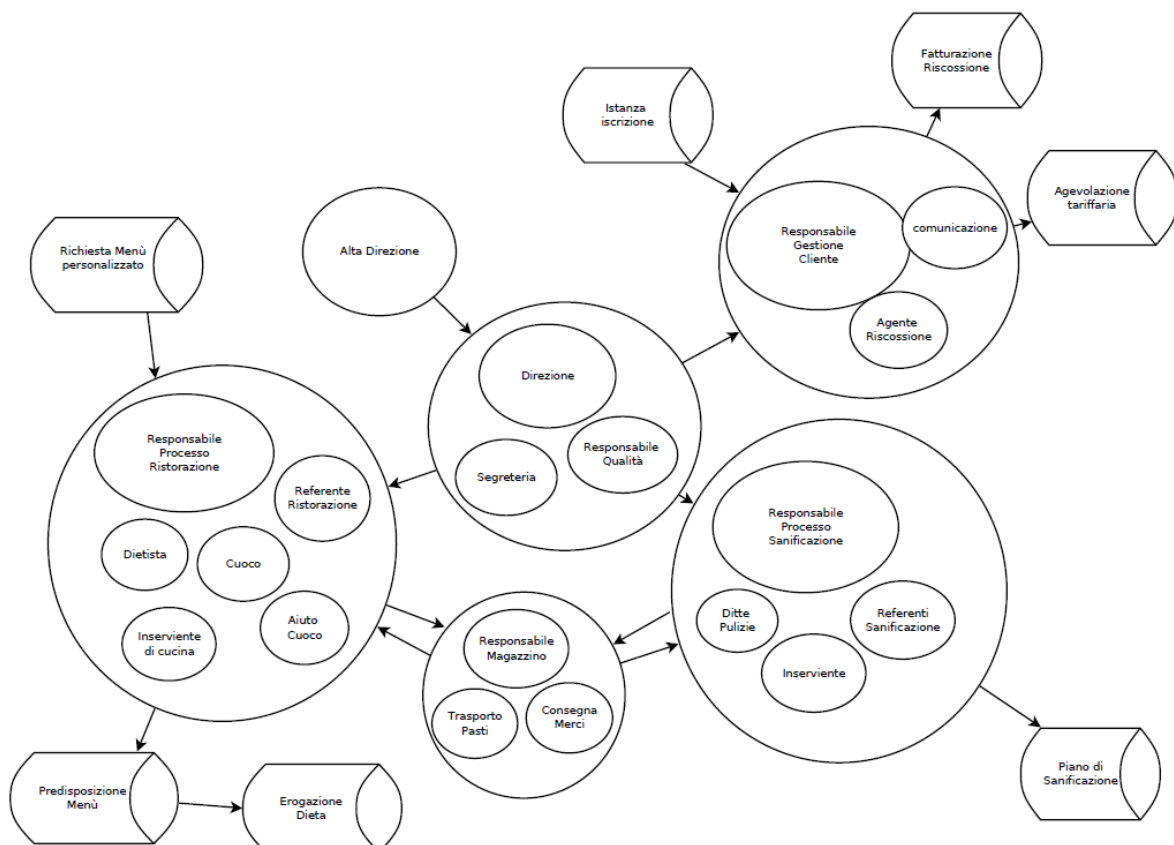 Fatturazione
Riscossione
Istanza
iscrizione
Agevolazione
tariffaria
Responsabile
Gestione
Cliente
comunicazione
Agente
Riscossione
Richiesta Menù
personalizzato
Alta Direzione
Direzione
Responsabile
Qualità
Segreteria
Responsabile
Processo
Ristorazione
Referente
Ristorazione
Dietista
Cuoco
Aiuto
Cuoco
Inserviente
di cucina
Responsabile
Processo
Sanificazione
Ditte
Pulizie
Referenti
Sanificazione
Inserviente
Responsabile
Magazzino
Trasporto
Pasti
Consegna
Merci
Predisposizione
Menù
Erogazione
Dieta
Piano di
Sanificazione